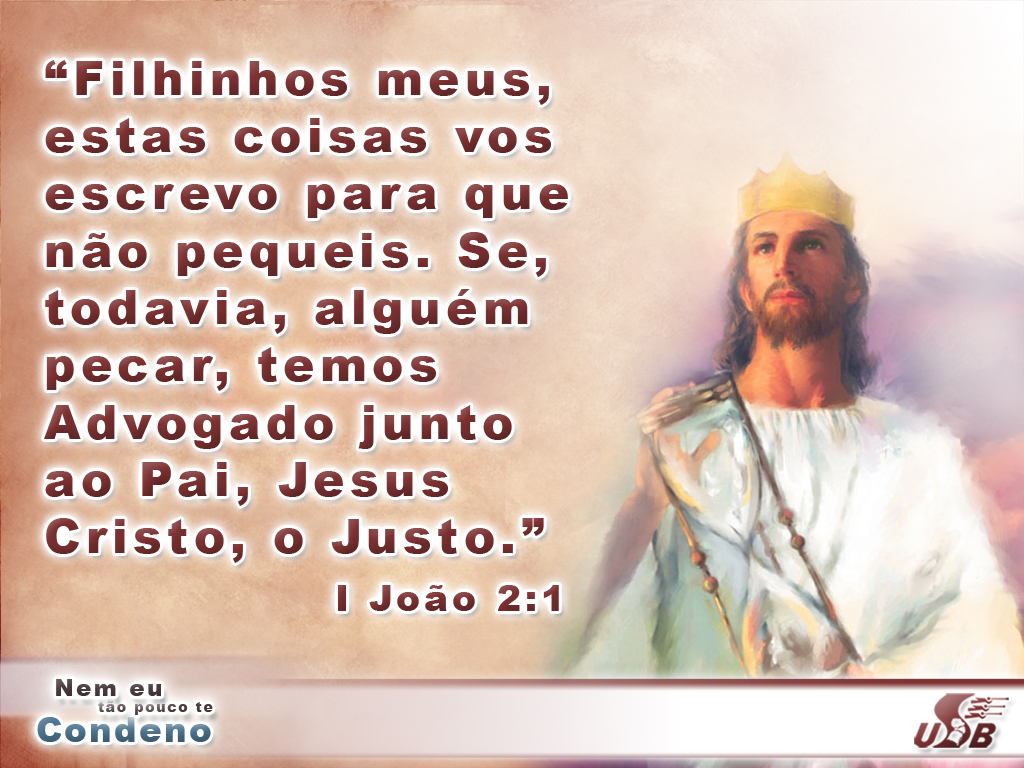 “Filhinhos meus,
estas coisas vos
escrevo para que
não pequeis. Se,
todavia, alguém
pecar, temos
Advogado junto
ao Pai, Jesus
Cristo, o Justo.”
I João 2:1
Nem eu
tão pouco te
Condeno
USB